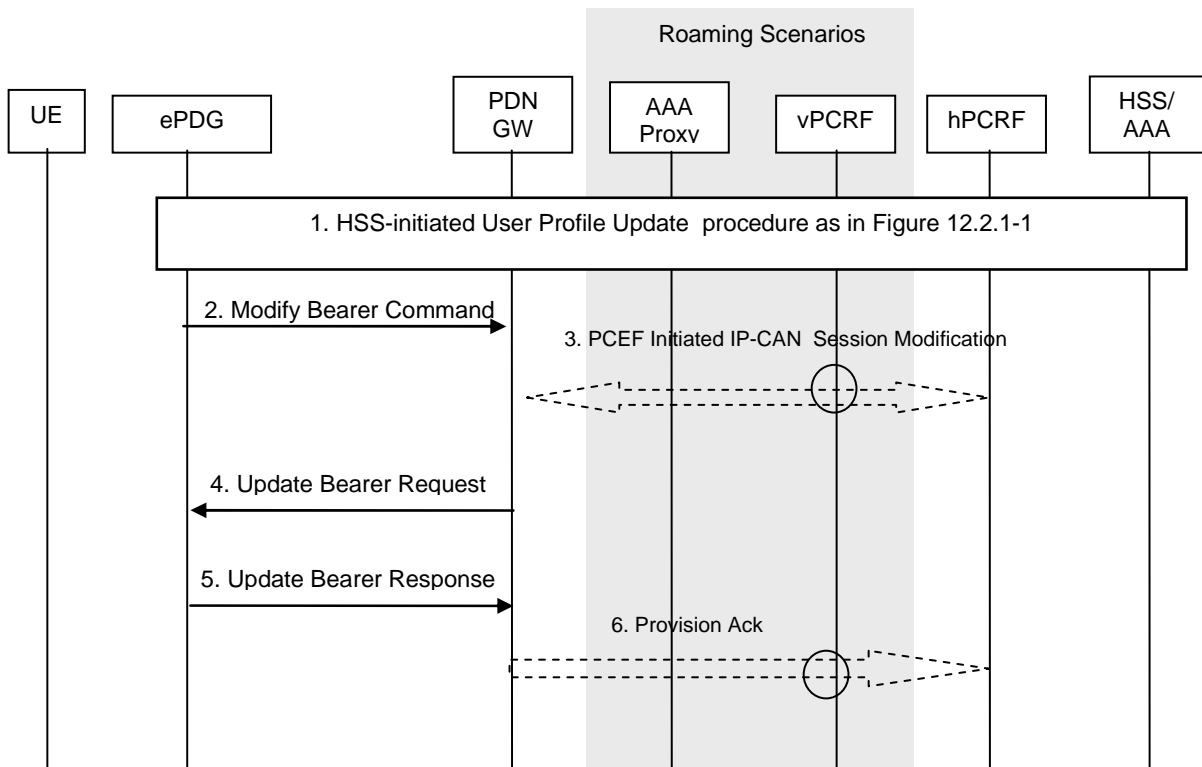 Roaming Scenarios
UE
ePDG
PDN
GW
AAA
Proxy
vPCRF
hPCRF
HSS/
AAA
1. HSS-initiated User Profile Update procedure as in Figure 12.2.1-1
2. Modify Bearer Command
3. PCEF Initiated IP-CAN Session Modification
4. Update Bearer Request
5. Update Bearer Response
6. Provision Ack